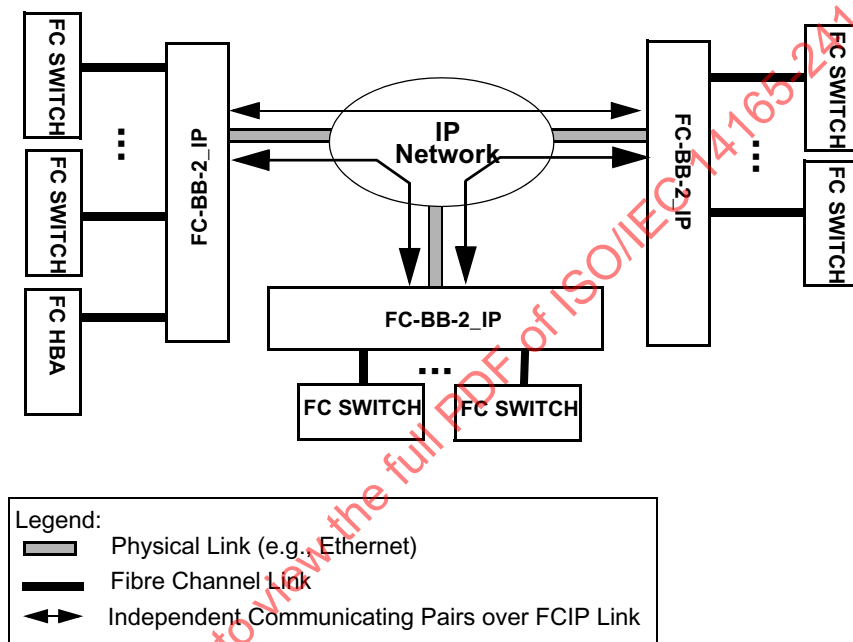 FC SWITCH
FC SWITCH
FC HBA
FC-BB-2_IP
IP
Network
FC-BB-2_IP
FC SWITCH
FC SWITCH
FC-BB-2_IP
FC SWITCH
FC SWITCH
...
...
...
Legend:
Physical Link (e.g., Ethernet)
Fibre Channel Link
Independent Communicating Pairs over FCIP Link
to view the full PDF of ISO/IEC 14165-241